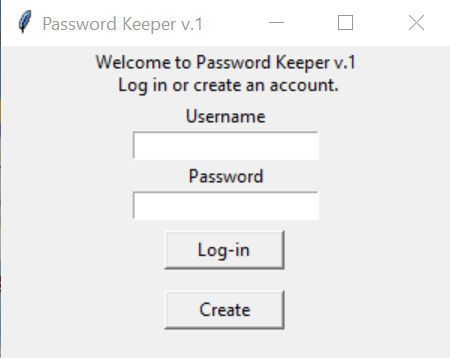 Password Keeper v.1
Welcome to Password Keeper v.1
Log in or create an account.
Username
Password
Log-in
Create